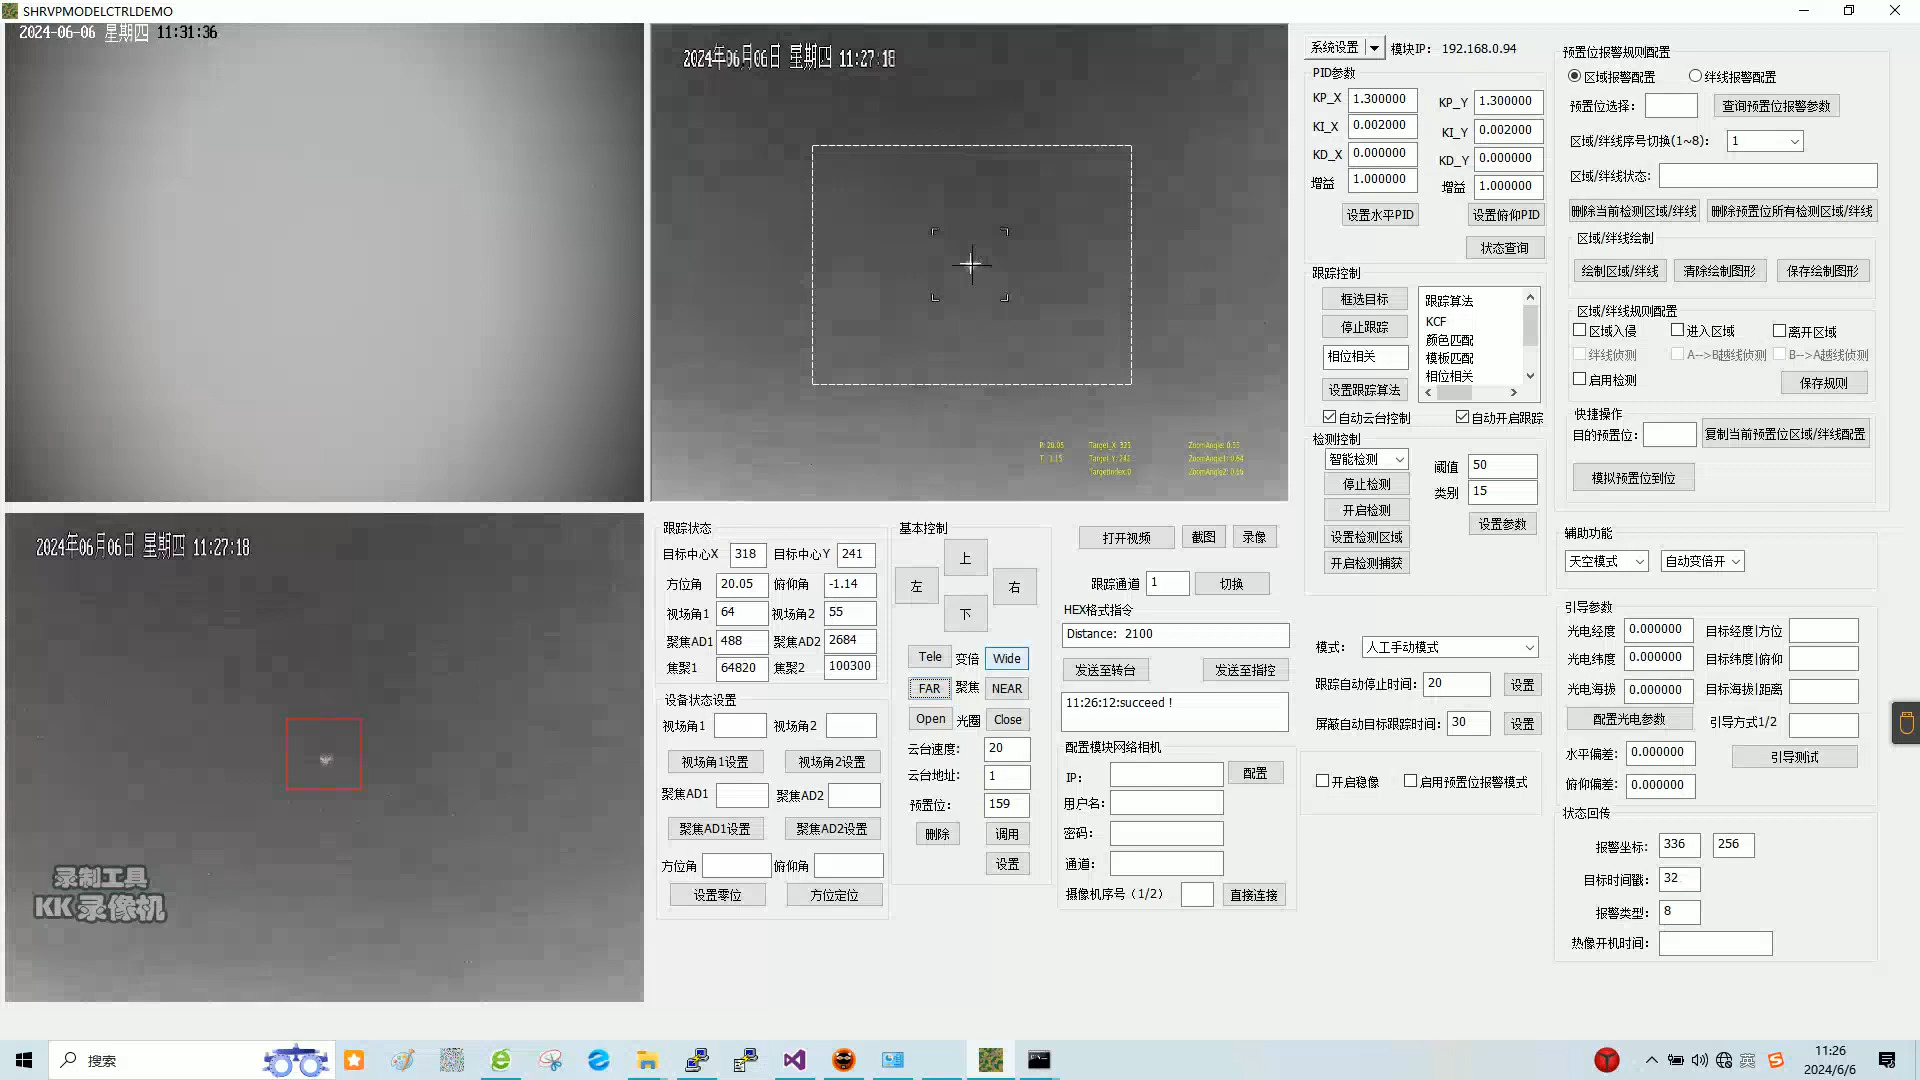 SHRVPMODELCTRLDEMO
2024-06-06 星期四 11:31:36
2024年06月06日 星期四 11:27:18
P: 20.05 Target_X: 323 ZoomAngle: 0.55
T: -1.15 Target_Y: 242 ZoomAngle1: 0.64
TargetIndex:0
2024年06月06日 星期四 11:27:18
录制工具
KK 录像机
跟踪状态
目标中心X 318 目标中心Y 241
方位角 20.05 俯仰角 -1.14
视场角1 64 视场角2 55
聚焦AD1 488 聚焦AD2 2684
焦聚1 64820 焦聚2 100300
设备状态设置
视场角1 视场角2
视场角1设置 视场角2设置
聚焦AD1 聚焦AD2
聚焦AD1设置 聚焦AD2设置
方位角 俯仰角
设置零位 方位定位
基本控制
上
左 右
下
Tele 变倍 Wide
FAR 聚焦 NEAR
Open 光圈 Close
云台速度: 20
云台地址: 1
预置位: 159
删除 调用
设置
打开视频 截图 录像
跟踪通道 1 切换
HEX格式指令
Distance: 2100
发送至转台 发送至指控
11:26:12:succeed !
配置模块网络相机
IP: 配置
用户名:
密码:
通道:
摄像机序号（1/2） 直接连接
系统设置 模块IP: 192.168.0.94
PID参数
KP_X 1.300000 KP_Y 1.300000
KI_X 0.002000 KI_Y 0.002000
KD_X 0.000000 KD_Y 0.000000
增益 1.000000 增益 1.000000
设置水平PID 设置俯仰PID
状态查询
跟踪控制
框选目标
停止跟踪
相位相关
设置跟踪算法
跟踪算法
KCF
颜色匹配
模板匹配
相位相关
自动云台控制 自动开启跟踪
检测控制
智能检测 阈值 50
停止检测 类别 15
开启检测 设置参数
设置检测区域
开启检测捕获
模式: 人工手动模式
跟踪自动停止时间: 20 设置
屏蔽自动目标跟踪时间: 30 设置
开启稳像 启用预置位报警模式
预置位报警规则配置
区域报警配置 绊线报警配置
预置位选择: 查询预置位报警参数
区域/绊线序号切换(1~8): 1
区域/绊线状态:
删除当前检测区域/绊线 删除预置位所有检测区域/绊线
区域/绊线绘制
绘制区域/绊线 清除绘制图形 保存绘制图形
区域/绊线规则配置
区域入侵 进入区域 离开区域
绊线侦测 A-->B越线侦测 B-->A越线侦测
启用检测 保存规则
快捷操作
目的预置位: 复制当前预置位区域/绊线配置
模拟预置位到位
辅助功能
天空模式 自动变倍开
引导参数
光电经度 0.000000 目标经度|方位
光电纬度 0.000000 目标纬度|俯仰
光电海拔 0.000000 目标海拔|距离
配置光电参数 引导方式1/2
水平偏差: 0.000000 引导测试
俯仰偏差: 0.000000
状态回传
报警坐标: 336 256
目标时间戳: 32
报警类型: 8
热像开机时间:
搜索
英
11:26
2024/6/6